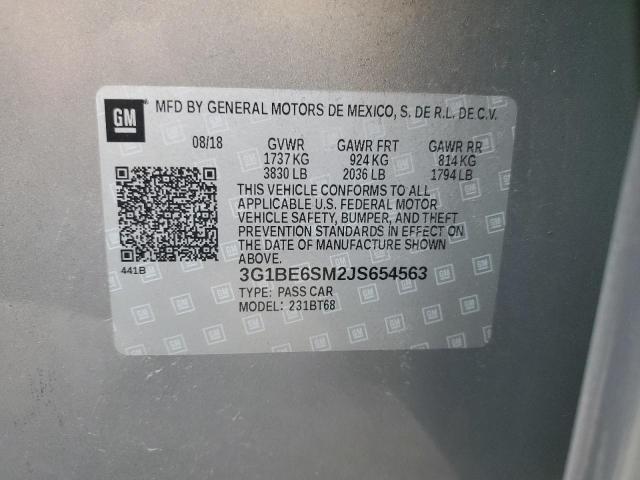 GM MFD BY GENERAL MOTORS DE MEXICO, S. DE R.L. DE C.V.
08/18 GVWR GAWR FRT GAWR RR
1737 KG 924 KG 814 KG
3830 LB 2036 LB 1794 LB
THIS VEHICLE CONFORMS TO ALL
APPLICABLE U.S. FEDERAL MOTOR
VEHICLE SAFETY, BUMPER, AND THEFT
PREVENTION STANDARDS IN EFFECT ON
THE DATE OF MANUFACTURE SHOWN
ABOVE.
441B
3G1BE6SM2JS654563
TYPE: PASS CAR
MODEL: 231BT68